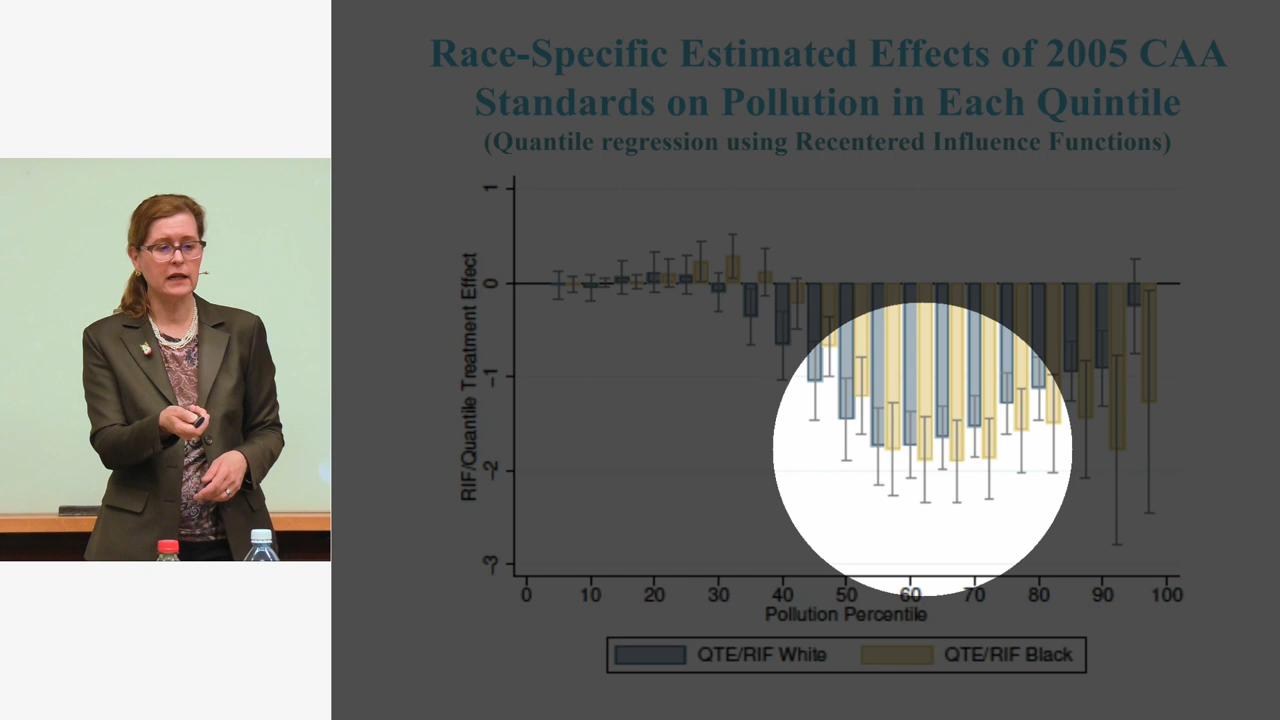 Race-Specific Estimated Effects of 2005 CAA
Standards on Pollution in Each Quintile
(Quantile regression using Recentered Influence Functions)
RIF/Quantile Treatment Effect
1
0
-1
-2
-3
0 10 20 30 40 50 60 70 80 90 100
Pollution Percentile
QTE/RIF White QTE/RIF Black